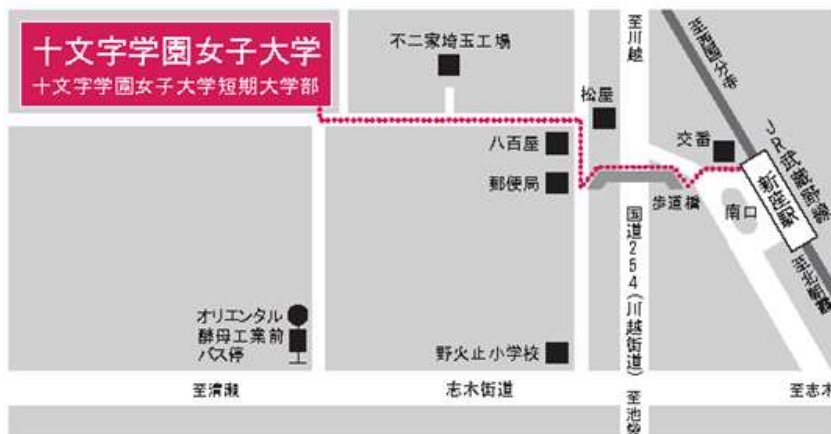 十文字学園女子大学
十文字学園女子大学短期大学部
不二家埼玉工場
至川越
至西国分寺
松屋
交番
JR武蔵野線
八百屋
郵便局
歩道橋
南口
新座駅
国道254(川越街道)
至北朝霞
オリエンタル
酵母工業前
バス停
野火止小学校
至清瀬
志木街道
至池袋
至志木